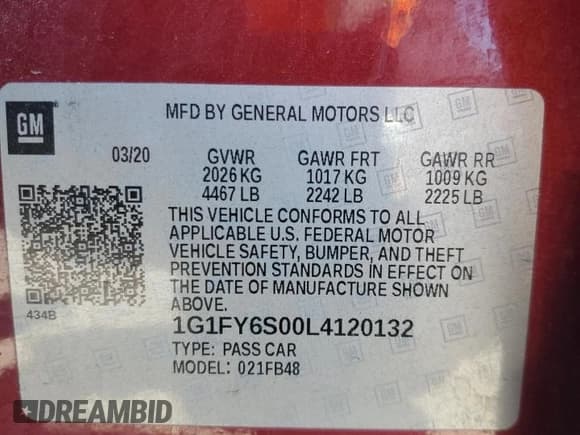 GM
MFD BY GENERAL MOTORS LLC
03/20 GVWR GAWR FRT GAWR RR
2026 KG 1017 KG 1009 KG
4467 LB 2242 LB 2225 LB
THIS VEHICLE CONFORMS TO ALL
APPLICABLE U.S. FEDERAL MOTOR
VEHICLE SAFETY, BUMPER, AND THEFT
PREVENTION STANDARDS IN EFFECT ON
THE DATE OF MANUFACTURE SHOWN
ABOVE.
434B
1G1FY6S00L4120132
TYPE: PASS CAR
MODEL: 021FB48
DREAMBID